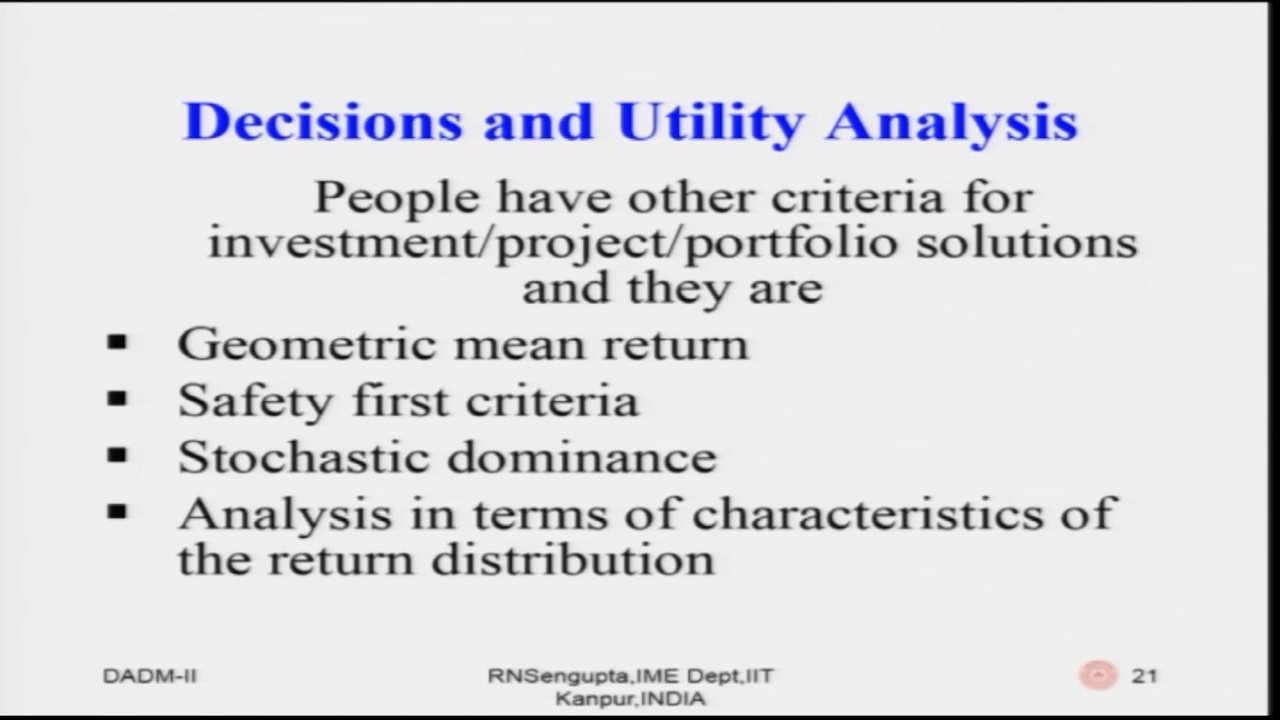 Decisions and Utility Analysis
People have other criteria for
investment/project/portfolio solutions
and they are
▪ Geometric mean return
▪ Safety first criteria
▪ Stochastic dominance
▪ Analysis in terms of characteristics of
the return distribution
DADM-II
RNSengupta,IME Dept,IIT
Kanpur,INDIA
21